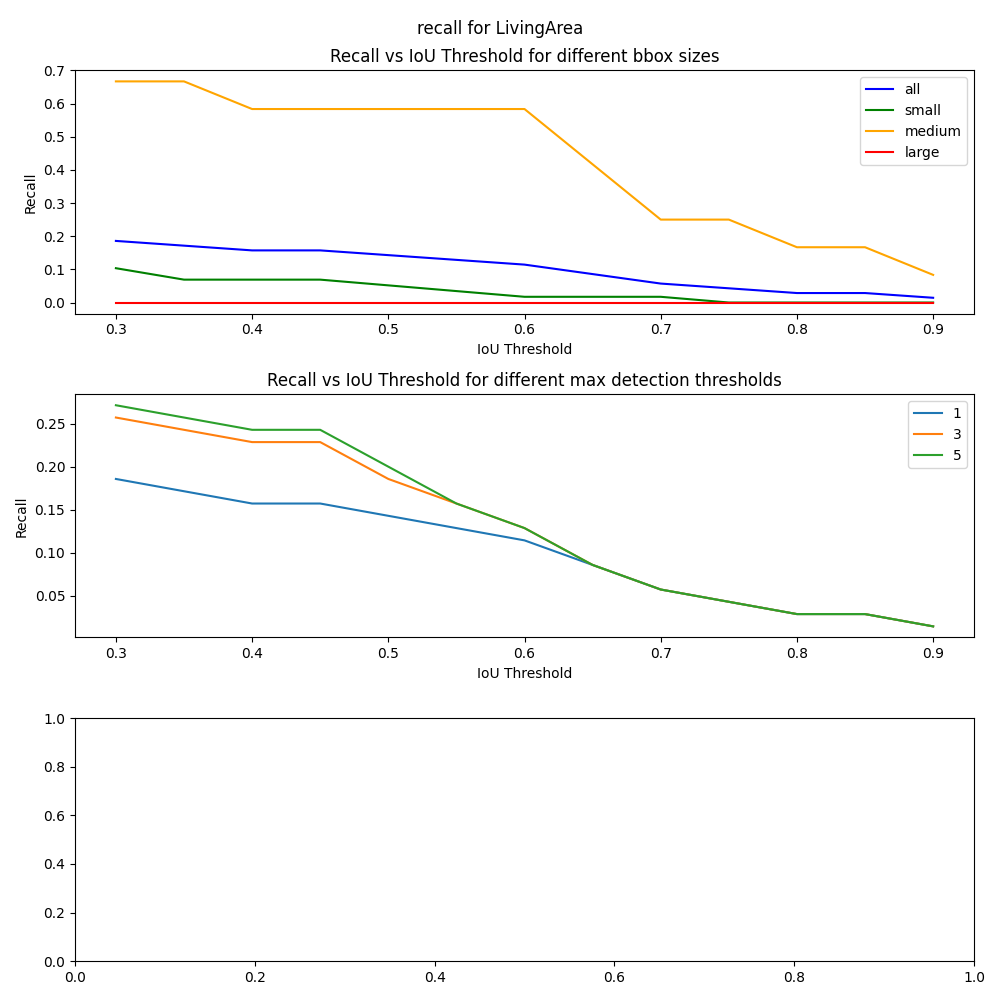 recall for LivingArea
Recall vs IoU Threshold for different bbox sizes
0.7
0.6
0.5
0.4
0.3
0.2
0.1
0.0
Recall
all
small
medium
large
0.3 0.4 0.5 0.6 0.7 0.8 0.9
IoU Threshold
Recall vs IoU Threshold for different max detection thresholds
0.25
0.20
0.15
0.10
0.05
Recall
1
3
5
0.3 0.4 0.5 0.6 0.7 0.8 0.9
IoU Threshold
1.0
0.8
0.6
0.4
0.2
0.0
0.0 0.2 0.4 0.6 0.8 1.0